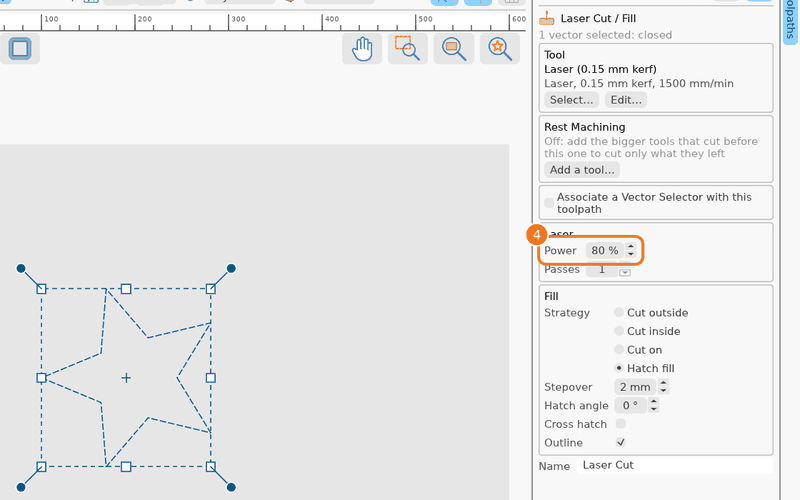 100 200 300 400 500 600
olpaths
Laser Cut / Fill
1 vector selected: closed
Tool
Laser (0.15 mm kerf)
Laser, 0.15 mm kerf, 1500 mm/min
Select... Edit...
Rest Machining
Off: add the bigger tools that cut before
this one to cut only what they left
Add a tool...
Associate a Vector Selector with this
toolpath
4
Laser
Power 80 %
Passes 1
Fill
Strategy Cut outside
Cut inside
Cut on
Hatch fill
Stepover 2 mm
Hatch angle 0 °
Cross hatch
Outline
Name Laser Cut